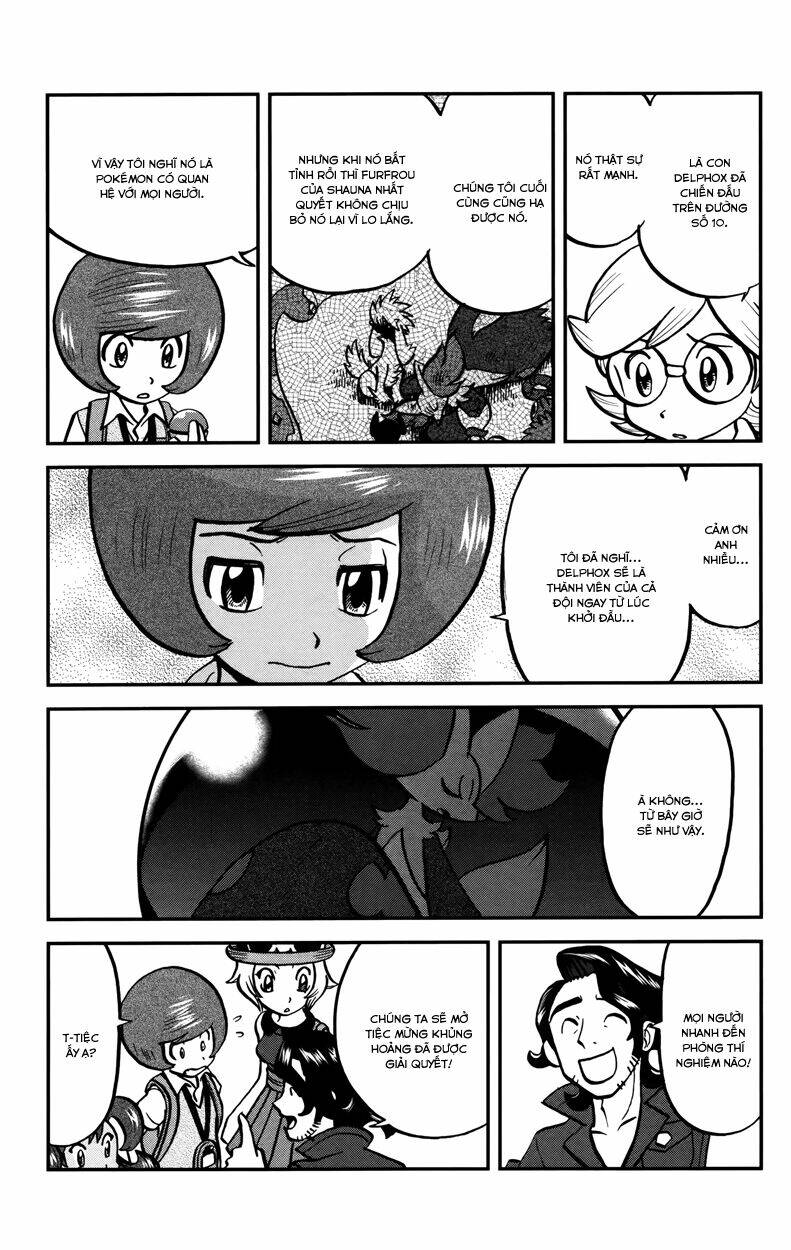 LÀ CON
DELPHOX ĐÃ
CHIẾN ĐẤU
TRÊN ĐƯỜNG
SỐ 10.
NÓ THẬT SỰ
RẤT MẠNH.
CHÚNG TÔI CUỐI
CÙNG CŨNG HẠ
ĐƯỢC NÓ.
NHƯNG KHI NÓ BẤT
TỈNH RỒI THÌ FURFROU
CỦA SHAUNA NHẤT
QUYẾT KHÔNG CHỊU
BỎ NÓ LẠI VÌ LO LẮNG.
VÌ VẬY TÔI NGHĨ NÓ LÀ
POKÉMON CÓ QUAN
HỆ VỚI MỌI NGƯỜI.
CẢM ƠN
ANH
NHIỀU...
TÔI ĐÃ NGHĨ...
DELPHOX SẼ LÀ
THÀNH VIÊN CỦA CẢ
ĐỘI NGAY TỪ LÚC
KHỞI ĐẦU...
À KHÔNG...
TỪ BÂY GIỜ
SẼ NHƯ VẬY.
MỌI NGƯỜI
NHANH ĐẾN
PHÒNG THÍ
NGHIỆM NÀO!
CHÚNG TA SẼ MỞ
TIỆC MỪNG KHỦNG
HOẢNG ĐÃ ĐƯỢC
GIẢI QUYẾT!
T-TIỆC
ẤY Ạ?